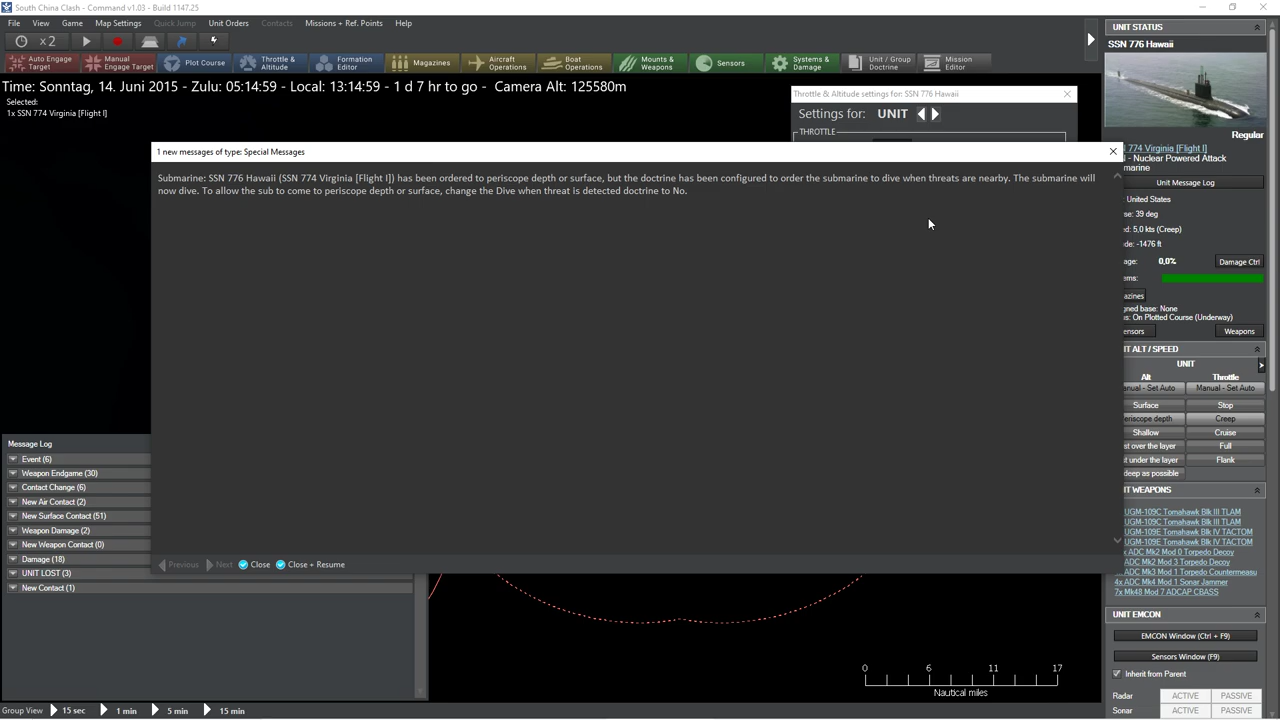 South China Clash - Command v1.03 - Build 1147.25
File View Game Map Settings Quick Jump Unit Orders Contacts Missions + Ref. Points Help
x 2
Auto Engage Target Manual Engage Target Plot Course Throttle & Altitude Formation Editor Magazines Aircraft Operations Boat Operations Mounts & Weapons Sensors Systems & Damage Unit / Group Doctrine Mission Editor
Time: Sonntag, 14. Juni 2015 - Zulu: 05:14:59 - Local: 13:14:59 - 1 d 7 hr to go - Camera Alt: 125580m
Selected:
1x SSN 774 Virginia [Flight I]
Throttle & Altitude settings for: SSN 776 Hawaii
Settings for: UNIT
THROTTLE
1 new messages of type: Special Messages
Submarine: SSN 776 Hawaii (SSN 774 Virginia [Flight I]) has been ordered to periscope depth or surface, but the doctrine has been configured to order the submarine to dive when threats are nearby. The submarine will
now dive. To allow the sub to come to periscope depth or surface, change the Dive when threat is detected doctrine to No.
Previous Next Close Close + Resume
Message Log
Event (6)
Weapon Endgame (30)
Contact Change (6)
New Air Contact (2)
New Surface Contact (51)
Weapon Damage (2)
New Weapon Contact (0)
Damage (18)
UNIT LOST (3)
New Contact (1)
0 6 11 17
Nautical miles
Group View 15 sec 1 min 5 min 15 min
UNIT STATUS
SSN 776 Hawaii
Regular
774 Virginia [Flight I]
- Nuclear Powered Attack
marine
Unit Message Log
United States
se: 39 deg
ed: 5,0 kts (Creep)
de: -1476 ft
age: 0,0% Damage Ctrl
ems:
azines
gned base: None
s: On Plotted Course (Underway)
ensors Weapons
IT ALT / SPEED
UNIT
Alt Throttle
anual - Set Auto Manual - Set Auto
Surface Stop
eriscope depth Creep
Shallow Cruise
st over the layer Full
t under the layer Flank
deep as possible
IT WEAPONS
UGM-109C Tomahawk Blk III TLAM
UGM-109C Tomahawk Blk III TLAM
UGM-109E Tomahawk Blk IV TACTOM
UGM-109E Tomahawk Blk IV TACTOM
x ADC Mk2 Mod 0 Torpedo Decoy
ADC Mk2 Mod 3 Torpedo Decoy
ADC Mk3 Mod 1 Torpedo Countermeasu
4x ADC Mk4 Mod 1 Sonar Jammer
7x Mk48 Mod 7 ADCAP CBASS
UNIT EMCON
EMCON Window (Ctrl + F9)
Sensors Window (F9)
Inherit from Parent
Radar ACTIVE PASSIVE
Sonar ACTIVE PASSIVE